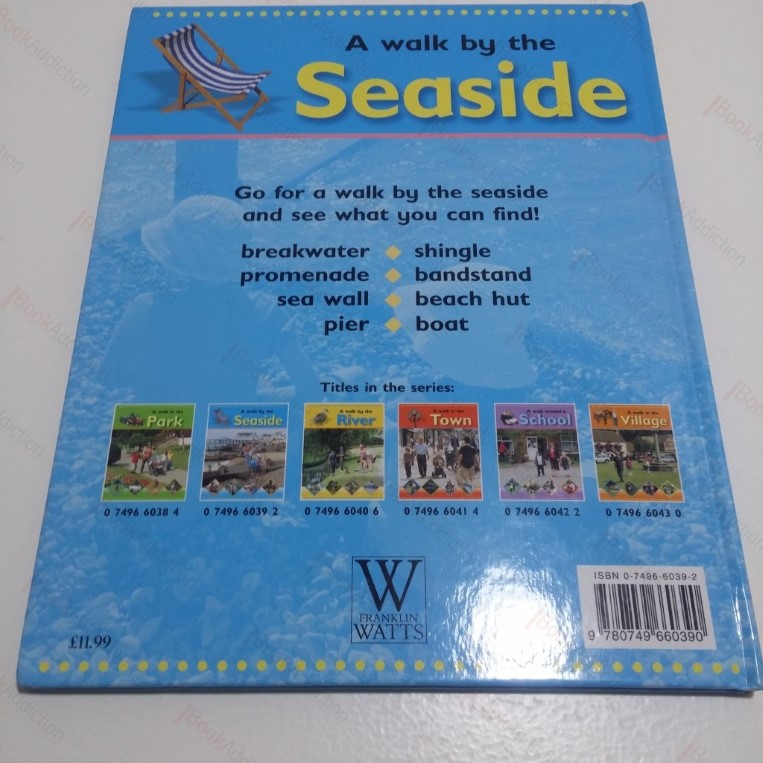 A walk by the
Seaside
Go for a walk by the seaside
and see what you can find!
breakwater ◆ shingle
promenade ◆ bandstand
sea wall ◆ beach hut
pier ◆ boat
Titles in the series:
A walk in the
Park
A walk by the
Seaside
A walk by the
River
A walk in the
Town
A walk around a
School
A walk in the
Village
0 7496 6038 4
0 7496 6039 2
0 7496 6040 6
0 7496 6041 4
0 7496 6042 2
0 7496 6043 0
W
FRANKLIN
WATTS
£11.99
ISBN 0-7496-6039-2
9 780749 660390
BookAddiction